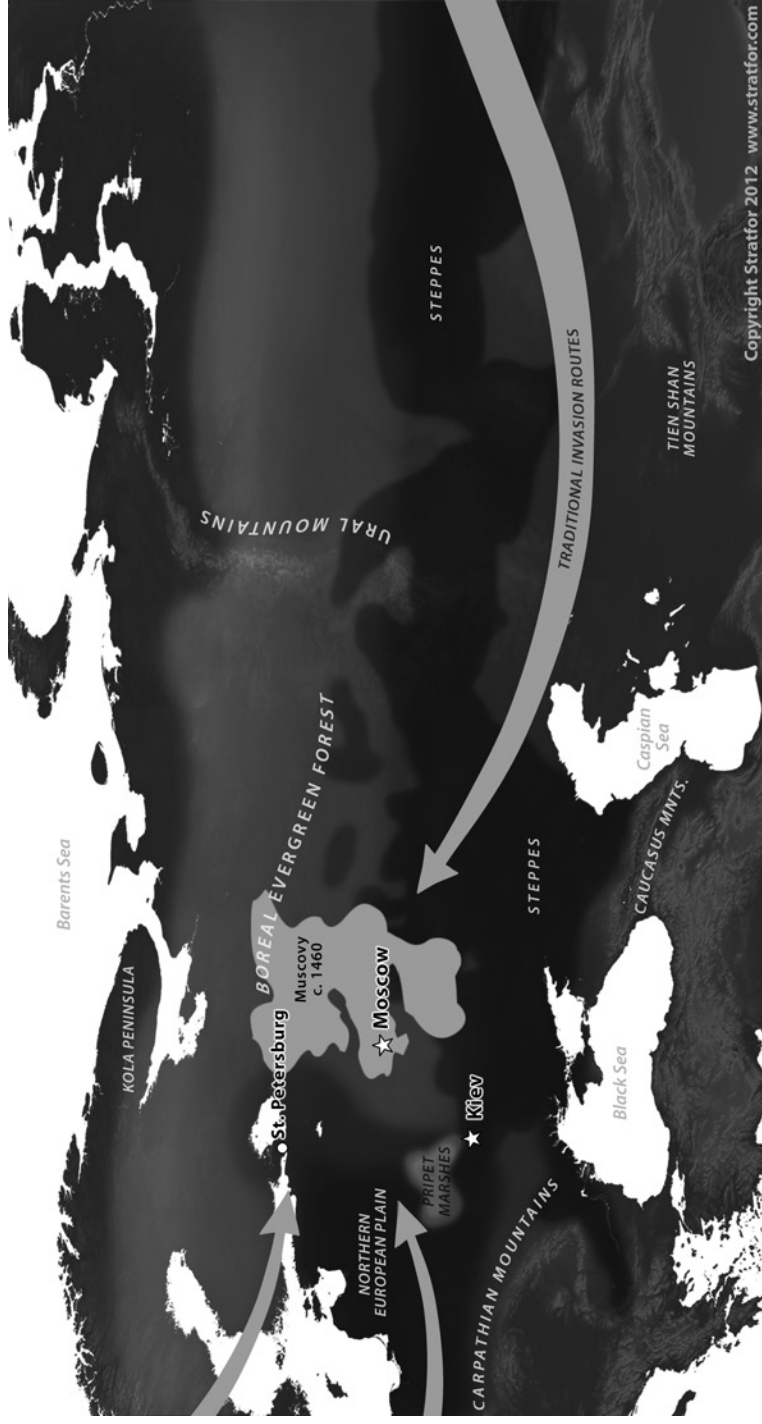 Barents Sea
KOLA PENINSULA
BOREAL EVERGREEN FOREST
URAL MOUNTAINS
St. Petersburg
Muscovy
c. 1460
Moscow
NORTHERN
EUROPEAN PLAIN
PRIPET
MARSHES
Kiev
STEPPES
STEPPES
CARPATHIAN MOUNTAINS
Black Sea
CAUCASUS MNTS.
Caspian
Sea
TRADITIONAL INVASION ROUTES
TIEN SHAN
MOUNTAINS
Copyright Stratfor 2012 www.stratfor.com